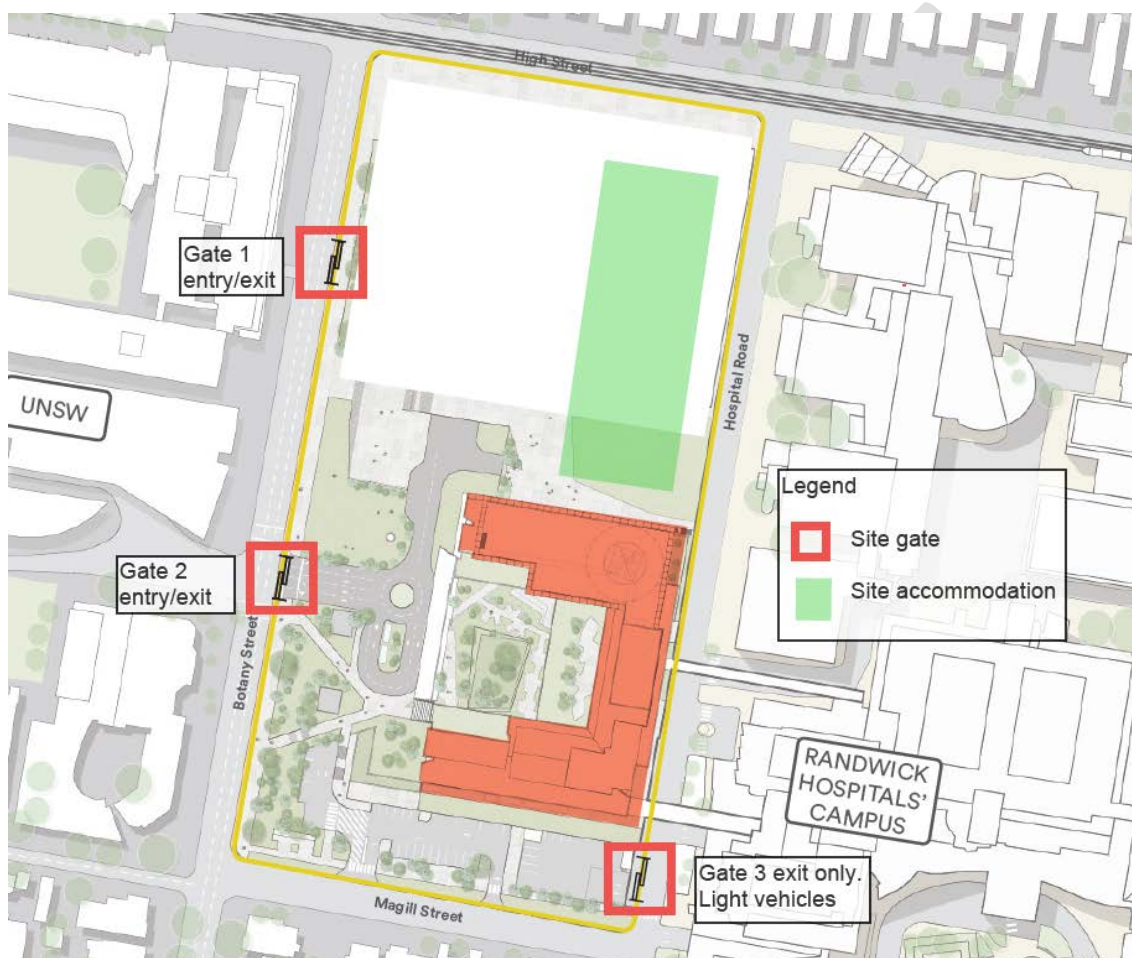 High Street
Gate 1
entry/exit
Hospital Road
UNSW
Legend
Site gate
Site accommodation
Gate 2
entry/exit
Botany Street
RANDWICK
HOSPITALS'
CAMPUS
Gate 3 exit only.
Light vehicles
Magill Street